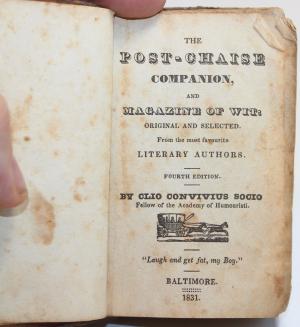 THE
POST-CHAISE
COMPANION,
AND
MAGAZINE OF WIT:
ORIGINAL AND SELECTED.
From the most favourite
LITERARY AUTHORS.
FOURTH EDITION.
BY CLIO CONVIVIUS SOCIO
Fellow of the Academy of Humouristi.
"Laugh and get fat, my Boy."
BALTIMORE.
1831.